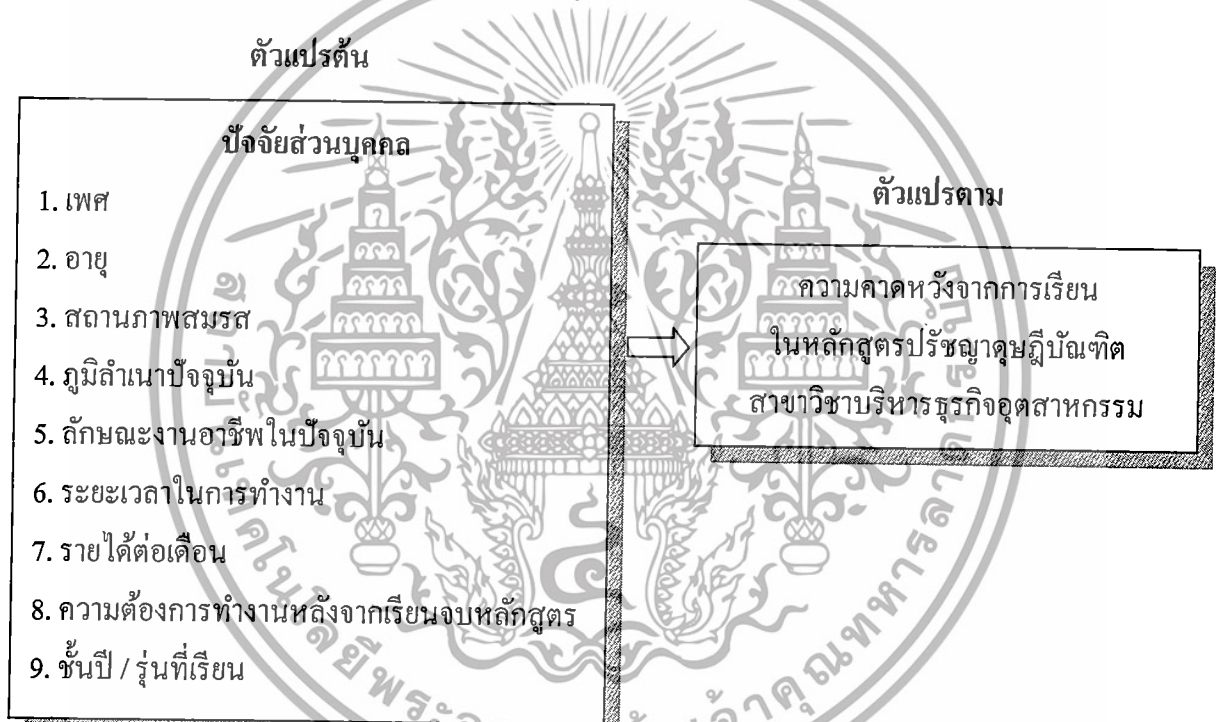 ตัวแปรต้น
ปัจจัยส่วนบุคคล
1. เพศ
2. อายุ
3. สถานภาพสมรส
4. ภูมิลำเนาปัจจุบัน
5. ลักษณะงานอาชีพในปัจจุบัน
6. ระยะเวลาในการทำงาน
7. รายได้ต่อเดือน
8. ความต้องการทำงานหลังจากเรียนจบหลักสูตร
9. ชั้นปี / รุ่นที่เรียน
ตัวแปรตาม
ความคาดหวังจากการเรียน
ในหลักสูตรปรัชญาดุษฎีบัณฑิต
สาขาวิชาบริหารธุรกิจอุตสาหกรรม